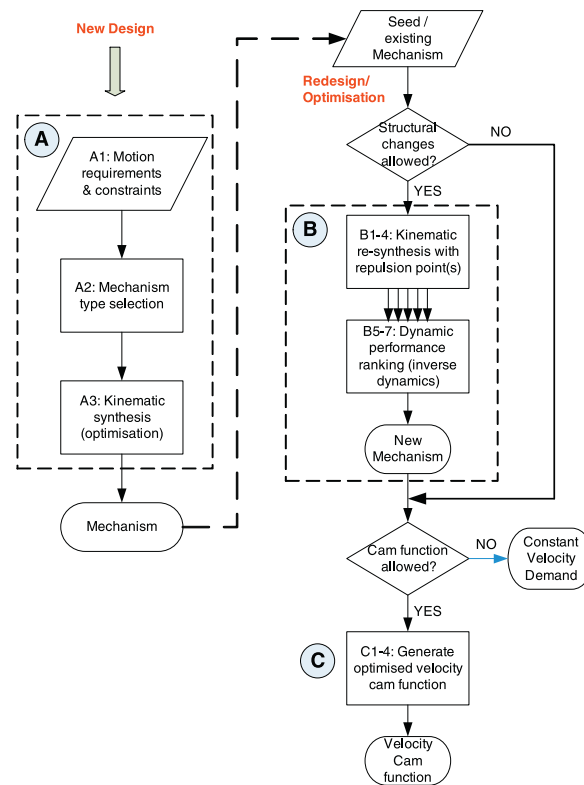 New Design
A
A1: Motion
requirements
& constraints
A2: Mechanism
type selection
A3: Kinematic
synthesis
(optimisation)
Mechanism
Seed /
existing
Mechanism
Redesign/
Optimisation
Structural
changes
allowed?
NO
YES
B
B1-4: Kinematic
re-synthesis with
repulsion point(s)
B5-7: Dynamic
performance
ranking (inverse
dynamics)
New
Mechanism
Cam function
allowed?
NO
Constant
Velocity
Demand
YES
C
C1-4: Generate
optimised velocity
cam function
Velocity
Cam
function